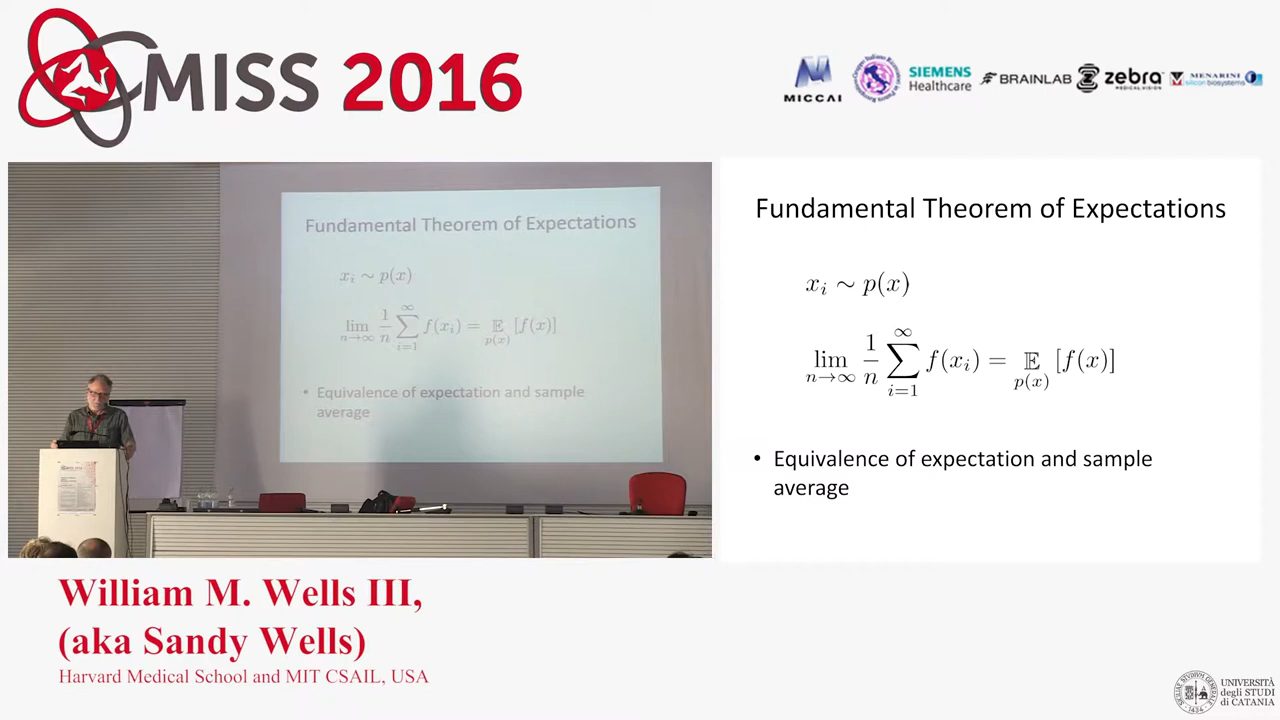 MISS 2016
MICCAI
SIEMENS
Healthcare
BRAINLAB
zebra
MEDICAL VISION
MENARINI
silicon biosystems
Fundamental Theorem of Expectations
x_i ∼ p(x)
lim_{n→∞} 1/n ∑_{i=1}^{∞} f(x_i) = 𝔼_{p(x)} [f(x)]
• Equivalence of expectation and sample
average
Fundamental Theorem of Expectations
x_i ∼ p(x)
lim_{n→∞} 1/n ∑_{i=1}^{∞} f(x_i) = 𝔼_{p(x)} [f(x)]
• Equivalence of expectation and sample
average
William M. Wells III,
(aka Sandy Wells)
Harvard Medical School and MIT CSAIL, USA
UNIVERSITÀ
degli STUDI
di CATANIA
1434